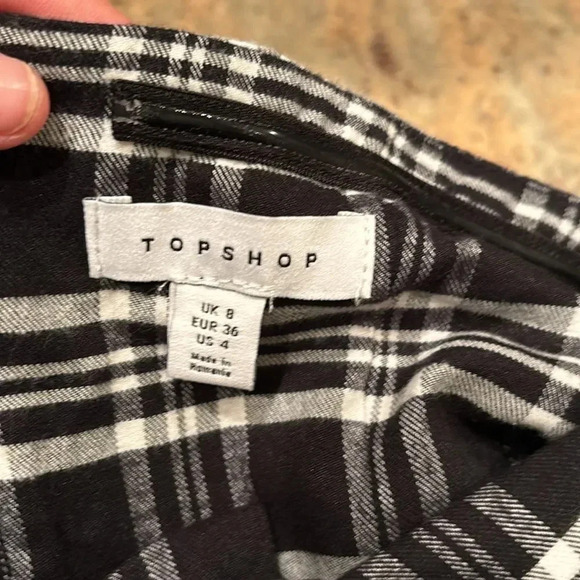 TOPSHOP
UK 8
EUR 36
US 4
Made in
Romania